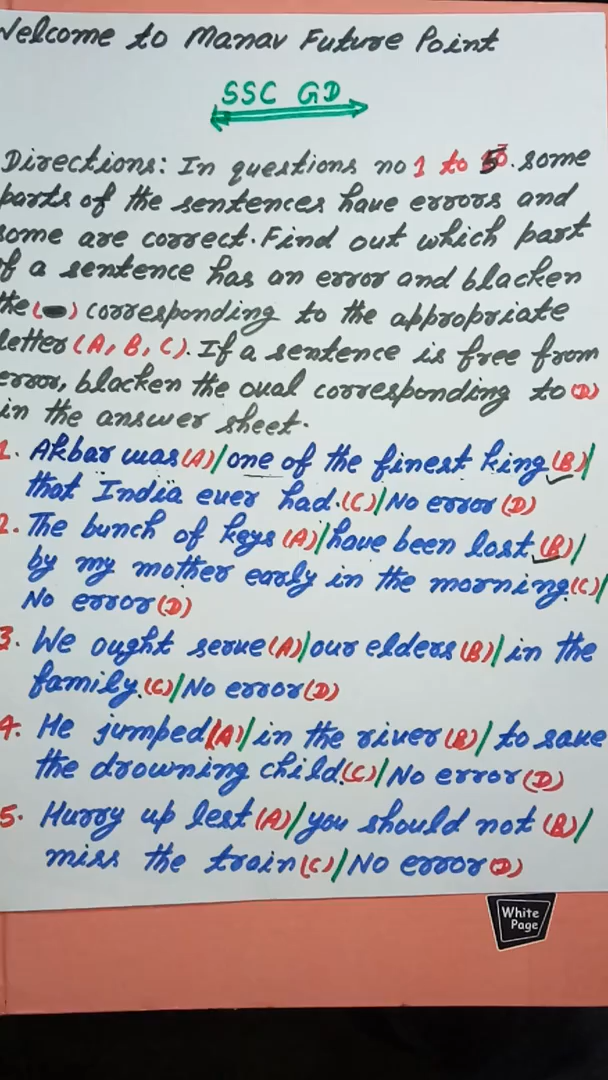 Welcome to Manav Future Point
SSC GD
Directions: In questions no 1 to 5. some
parts of the sentences have errors and
some are correct. Find out which part
of a sentence has an error and blacken
the ( ) corresponding to the appropriate
letter (A, B, C). If a sentence is free from
error, blacken the oval corresponding to (D)
in the answer sheet.
1. Akbar was (A)/ one of the finest king (B)/
that India ever had. (C)/ No error (D)
2. The bunch of keys (A)/ have been lost. (B)/
by my mother early in the morning. (C)/
No error (D)
3. We ought serve (A)/ our elders (B)/ in the
family. (C)/ No error (D)
4. He jumped (A)/ in the river (B)/ to save
the drowning child. (C)/ No error (D)
5. Hurry up lest (A)/ you should not (B)/
miss the train (C)/ No error (D)
White
Page